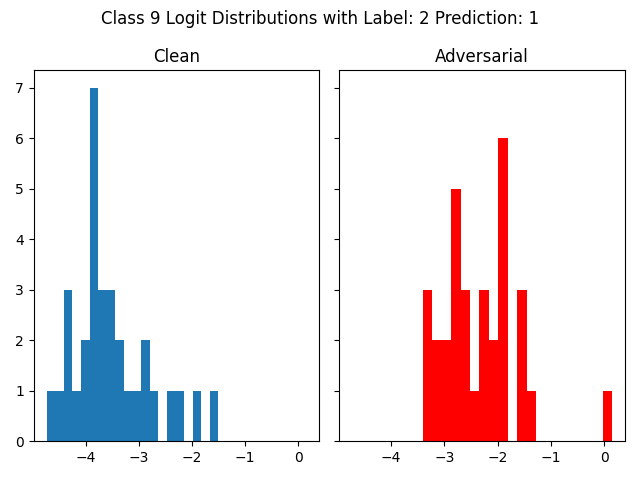 Class 9 Logit Distributions with Label: 2 Prediction: 1
Clean
Adversarial
7
6
5
4
3
2
1
0
−4 −3 −2 −1 0
−4 −3 −2 −1 0